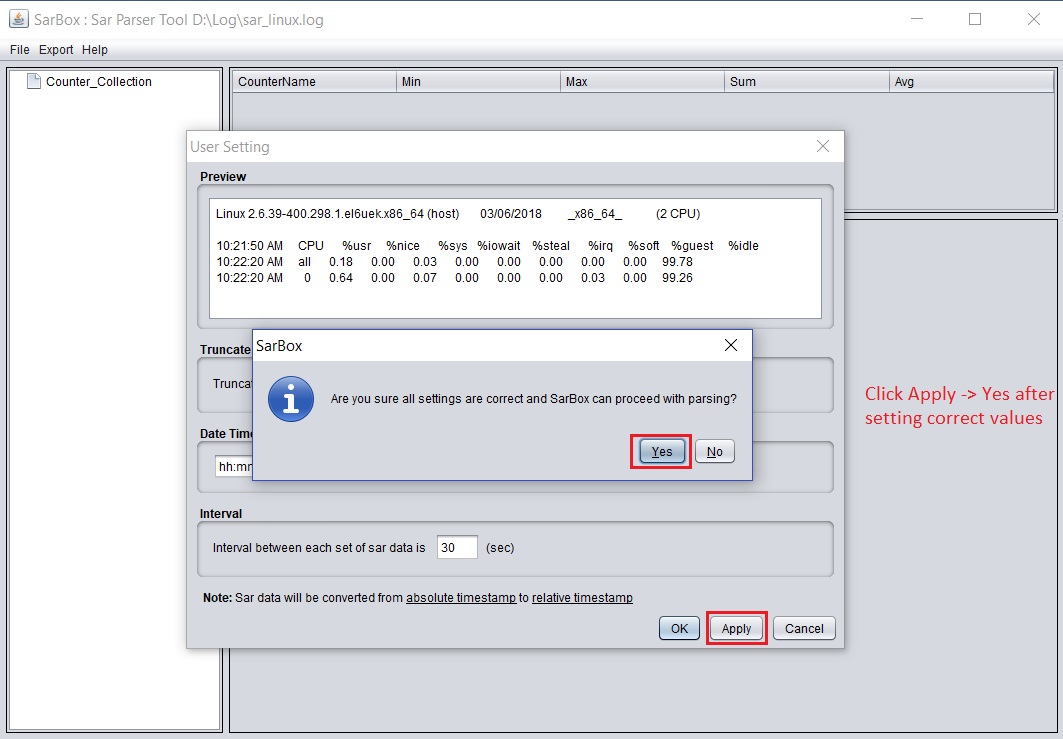 SarBox : Sar Parser Tool D:\Log\sar_linux.log
File Export Help
Counter_Collection
CounterName Min Max Sum Avg
User Setting
Preview
Linux 2.6.39-400.298.1.el6uek.x86_64 (host) 03/06/2018 _x86_64_ (2 CPU)
10:21:50 AM CPU %usr %nice %sys %iowait %steal %irq %soft %guest %idle
10:22:20 AM all 0.18 0.00 0.03 0.00 0.00 0.00 0.00 0.00 99.78
10:22:20 AM 0 0.64 0.00 0.07 0.00 0.00 0.00 0.03 0.00 99.26
SarBox
Are you sure all settings are correct and SarBox can proceed with parsing?
Yes No
Truncate
Trunca
Date Time
hh:mm
Click Apply -> Yes after
setting correct values
Interval
Interval between each set of sar data is 30 (sec)
Note: Sar data will be converted from absolute timestamp to relative timestamp
OK Apply Cancel